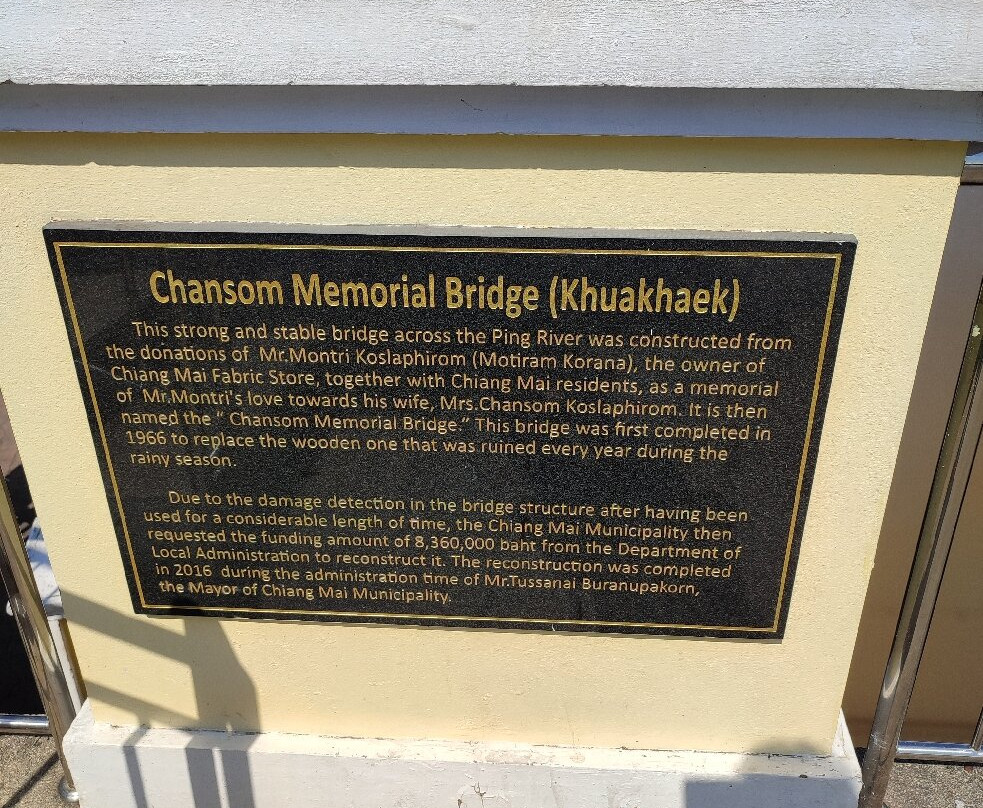 Chansom Memorial Bridge (Khuakhaek)
This strong and stable bridge across the Ping River was constructed from
the donations of Mr.Montri Koslaphirom (Motiram Korana), the owner of
Chiang Mai Fabric Store, together with Chiang Mai residents, as a memorial
of Mr.Montri's love towards his wife, Mrs.Chansom Koslaphirom. It is then
named the “ Chansom Memorial Bridge.” This bridge was first completed in
1966 to replace the wooden one that was ruined every year during the
rainy season.
Due to the damage detection in the bridge structure after having been
used for a considerable length of time, the Chiang Mai Municipality then
requested the funding amount of 8,360,000 baht from the Department of
Local Administration to reconstruct it. The reconstruction was completed
in 2016 during the administration time of Mr.Tussanai Buranupakorn,
the Mayor of Chiang Mai Municipality.